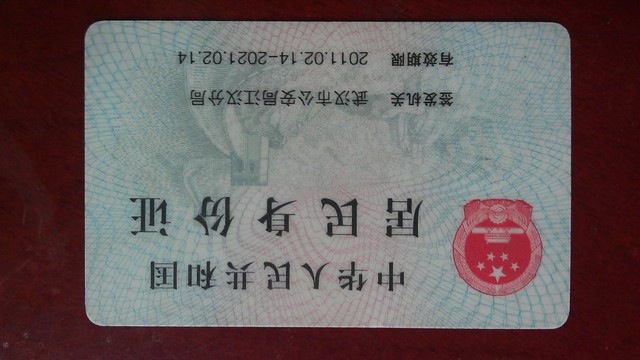 中华人民共和国
居民身份证
签发机关 武汉市公安局江汉分局
有效期限 2011.02.14-2021.02.14